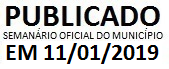 PUBLICADO
SEMANÁRIO OFICIAL DO MUNICÍPIO
EM 11/01/2019